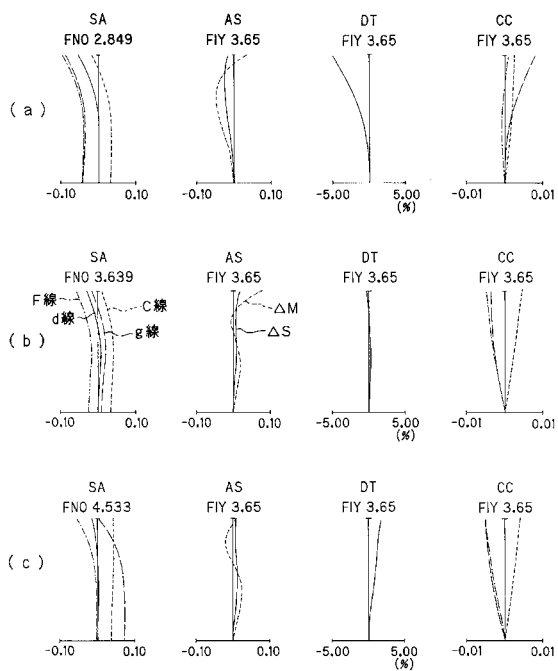 SA AS DT CC
FNO 2.849 FIY 3.65 FIY 3.65 FIY 3.65
(a)
-0.10 0.10 -0.10 0.10 -5.00 5.00 -0.01 0.01
(%)
SA AS DT CC
FNO 3.639 FIY 3.65 FIY 3.65 FIY 3.65
F線 C線 ΔM
d線 g線 ΔS
(b)
-0.10 0.10 -0.10 0.10 -5.00 5.00 -0.01 0.01
(%)
SA AS DT CC
FNO 4.533 FIY 3.65 FIY 3.65 FIY 3.65
(c)
-0.10 0.10 -0.10 0.10 -5.00 5.00 -0.01 0.01
(%)